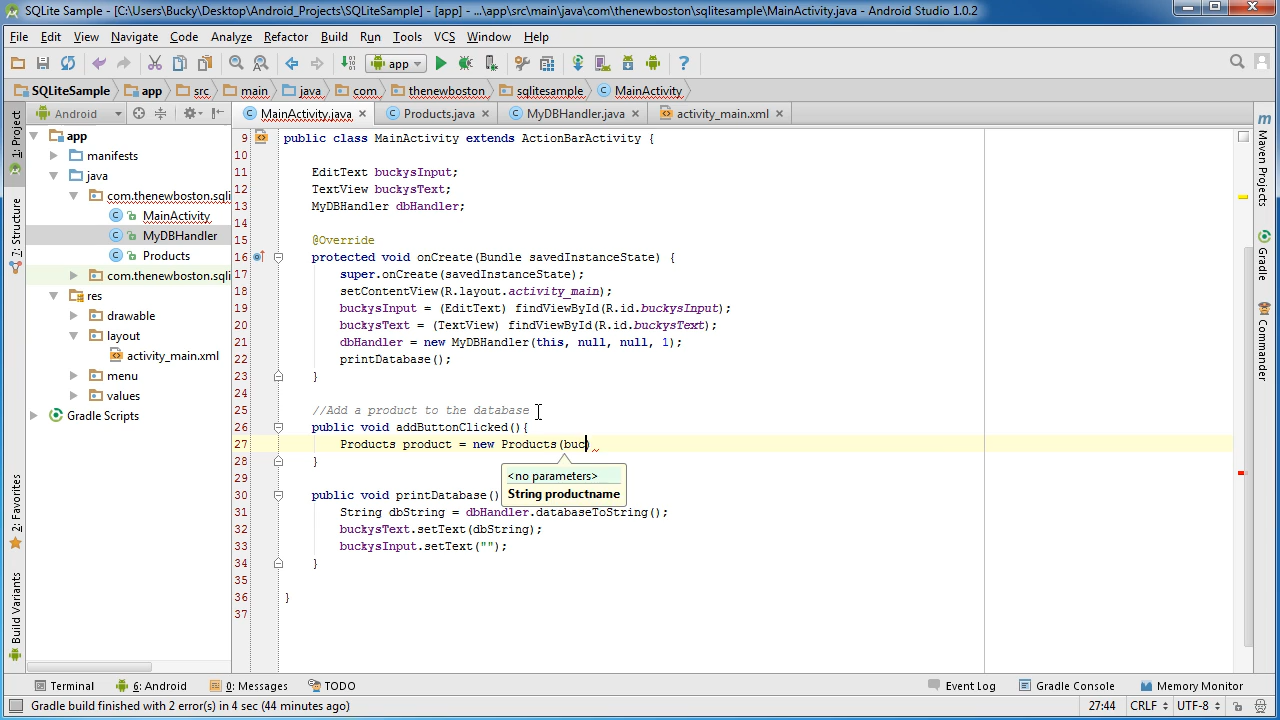 SQLite Sample - [C:\Users\Bucky\Desktop\Android_Projects\SQLiteSample] - [app] - ...\app\src\main\java\com\thenewboston\sqlitesample\MainActivity.java - Android Studio 1.0.2
File Edit View Navigate Code Analyze Refactor Build Run Tools VCS Window Help
app
SQLiteSample app src main java com thenewboston sqlitesample MainActivity
Android
MainActivity.java Products.java MyDBHandler.java activity_main.xml
1: Project
7: Structure
2: Favorites
Build Variants
app
manifests
java
com.thenewboston.sqli
MainActivity
MyDBHandler
Products
com.thenewboston.sqli
res
drawable
layout
activity_main.xml
menu
values
Gradle Scripts
9 public class MainActivity extends ActionBarActivity {
10
11 EditText buckysInput;
12 TextView buckysText;
13 MyDBHandler dbHandler;
14
15 @Override
16 protected void onCreate(Bundle savedInstanceState) {
17 super.onCreate(savedInstanceState);
18 setContentView(R.layout.activity_main);
19 buckysInput = (EditText) findViewById(R.id.buckysInput);
20 buckysText = (TextView) findViewById(R.id.buckysText);
21 dbHandler = new MyDBHandler(this, null, null, 1);
22 printDatabase();
23 }
24
25 //Add a product to the database
26 public void addButtonClicked(){
27 Products product = new Products(buc)
28 }
<no parameters>
String productname
29
30 public void printDatabase()
31 String dbString = dbHandler.databaseToString();
32 buckysText.setText(dbString);
33 buckysInput.setText("");
34 }
35
36 }
37
Maven Projects
Gradle
Commander
Terminal 6: Android 0: Messages TODO Event Log Gradle Console Memory Monitor
Gradle build finished with 2 error(s) in 4 sec (44 minutes ago) 27:44 CRLF UTF-8